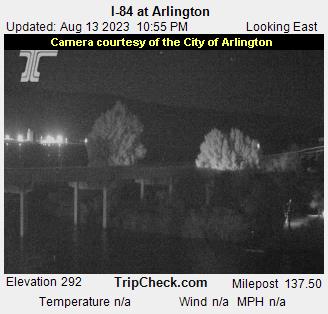 I-84 at Arlington
Updated: Aug 13 2023 10:55 PM Looking East
Camera courtesy of the City of Arlington
Elevation 292 TripCheck.com Milepost 137.50
Temperature n/a Wind n/a MPH n/a